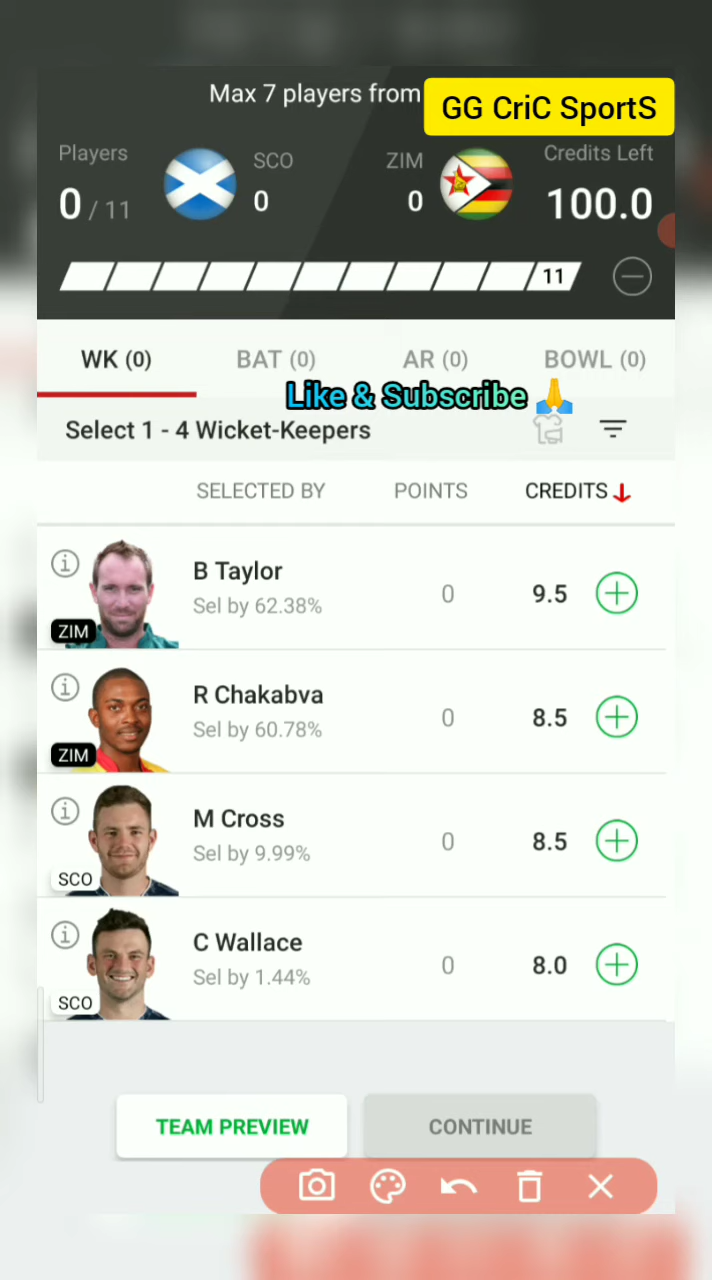 Max 7 players from
GG CriC SportS
Players
SCO
ZIM
Credits Left
0 / 11
0
0
100.0
11
WK (0)
BAT (0)
AR (0)
BOWL (0)
Like & Subscribe 🙏
Select 1 - 4 Wicket-Keepers
SELECTED BY
POINTS
CREDITS
B Taylor
Sel by 62.38%
0
9.5
ZIM
R Chakabva
Sel by 60.78%
0
8.5
ZIM
M Cross
Sel by 9.99%
0
8.5
SCO
C Wallace
Sel by 1.44%
0
8.0
SCO
TEAM PREVIEW
CONTINUE